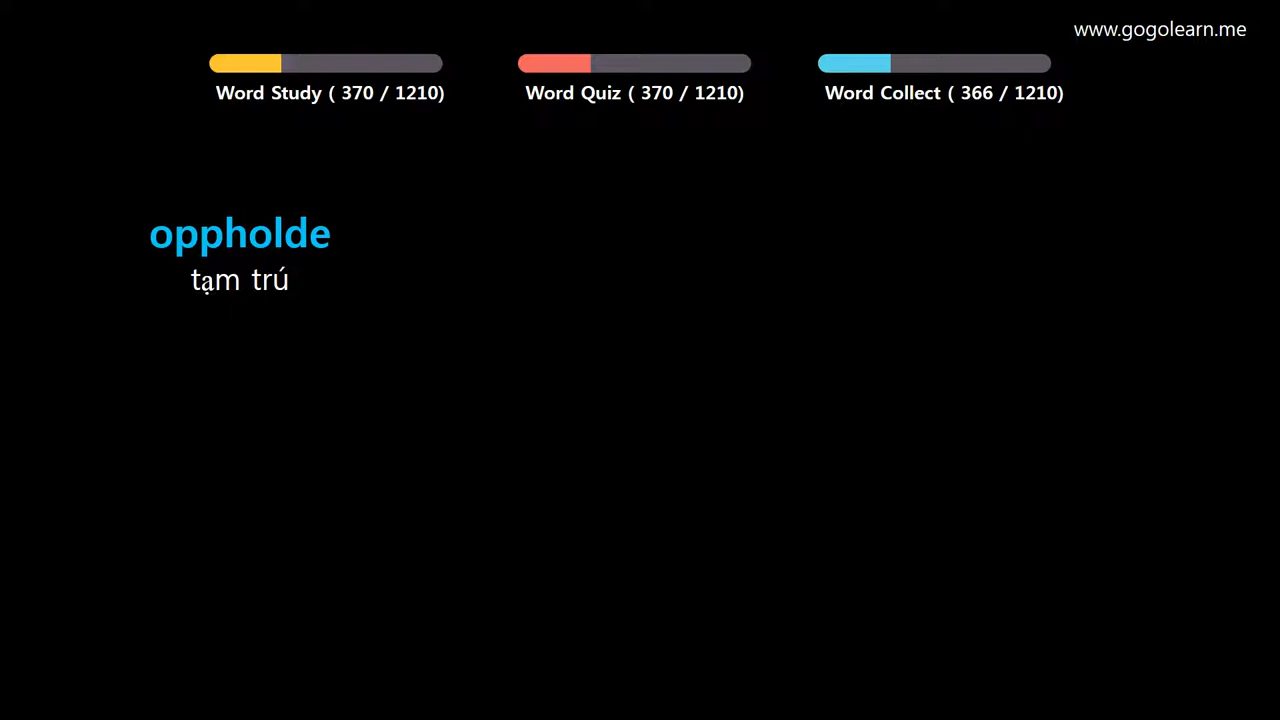 www.gogolearn.me
Word Study ( 370 / 1210)
Word Quiz ( 370 / 1210)
Word Collect ( 366 / 1210)
oppholde
tạm trú